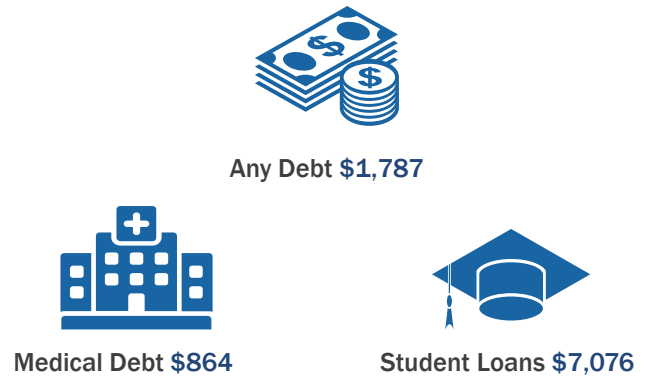 $
$
Any Debt $1,787
Medical Debt $864
Student Loans $7,076